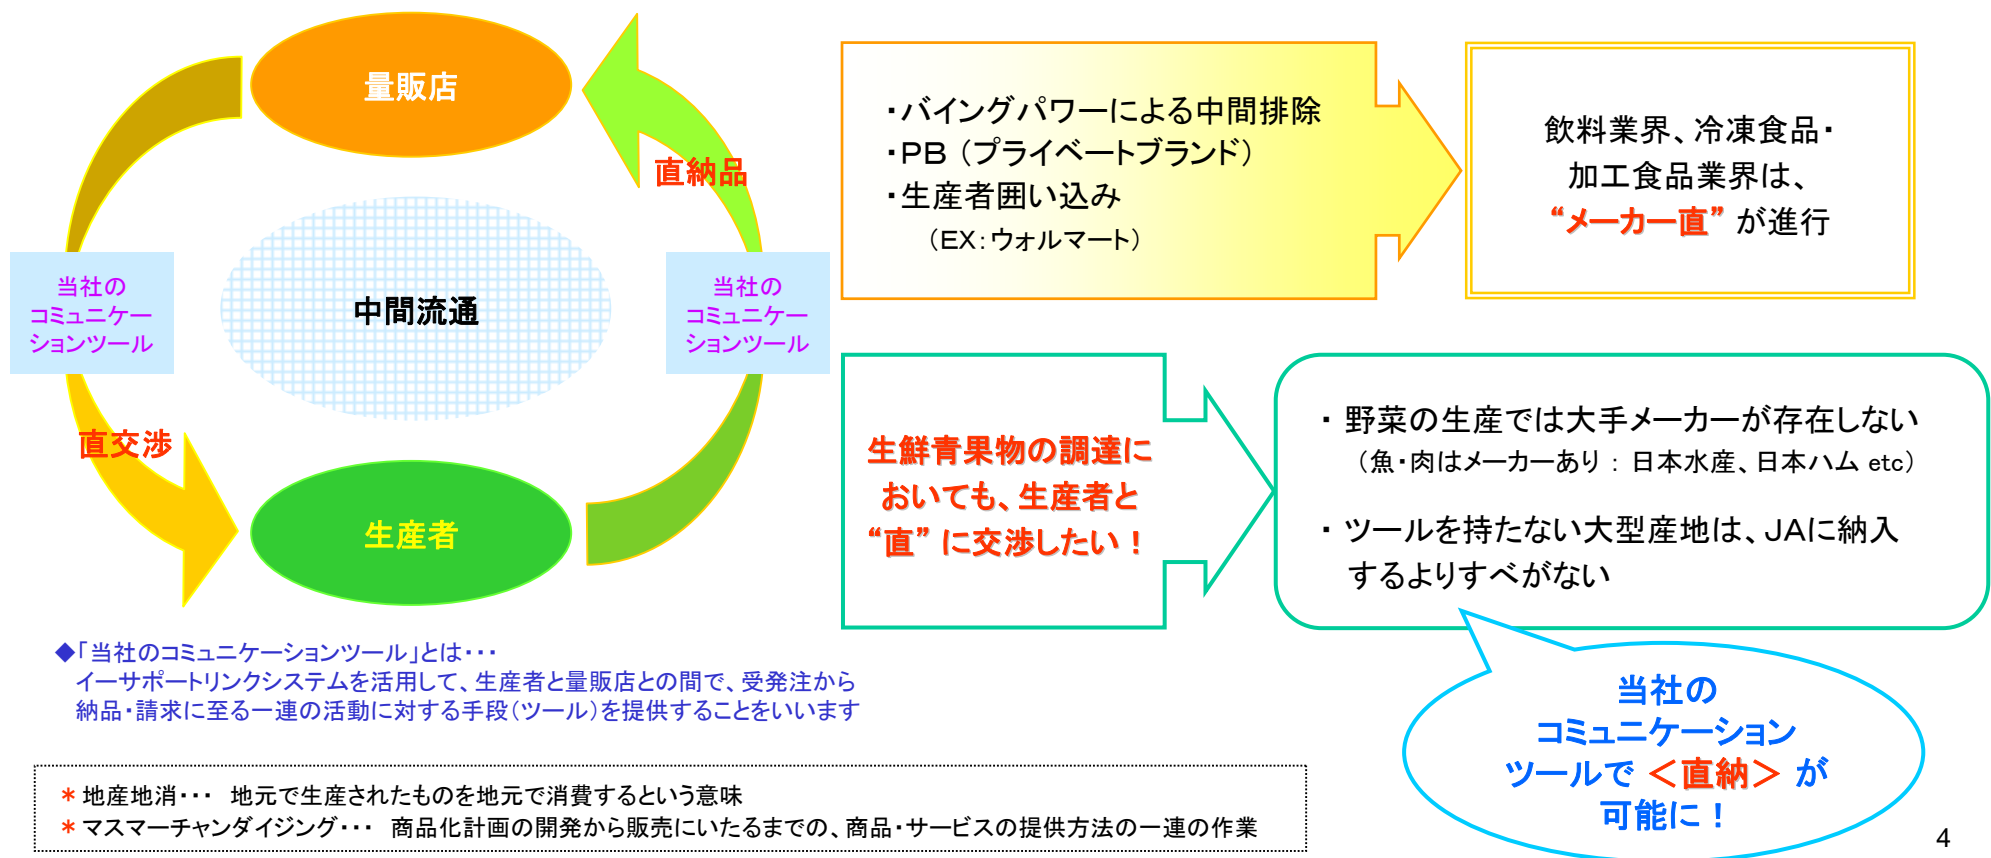 量販店
直納品
当社の
コミュニケー
ションツール
中間流通
当社の
コミュニケー
ションツール
直交渉
生産者
・バイングパワーによる中間排除
・PB（プライベートブランド）
・生産者囲い込み
（EX：ウォルマート）
飲料業界、冷凍食品・
加工食品業界は、
“メーカー直” が進行
生鮮青果物の調達に
おいても、生産者と
“直” に交渉したい！
・ 野菜の生産では大手メーカーが存在しない
（魚・肉はメーカーあり ： 日本水産、日本ハム etc）
・ ツールを持たない大型産地は、JAに納入
するよりすべがない
当社の
コミュニケーション
ツールで ＜直納＞ が
可能に！
◆「当社のコミュニケーションツール」とは・・・
イーサポートリンクシステムを活用して、生産者と量販店との間で、受発注から
納品・請求に至る一連の活動に対する手段（ツール）を提供することをいいます
＊地産地消・・・ 地元で生産されたものを地元で消費するという意味
＊マスマーチャンダイジング・・・ 商品化計画の開発から販売にいたるまでの、商品・サービスの提供方法の一連の作業
4